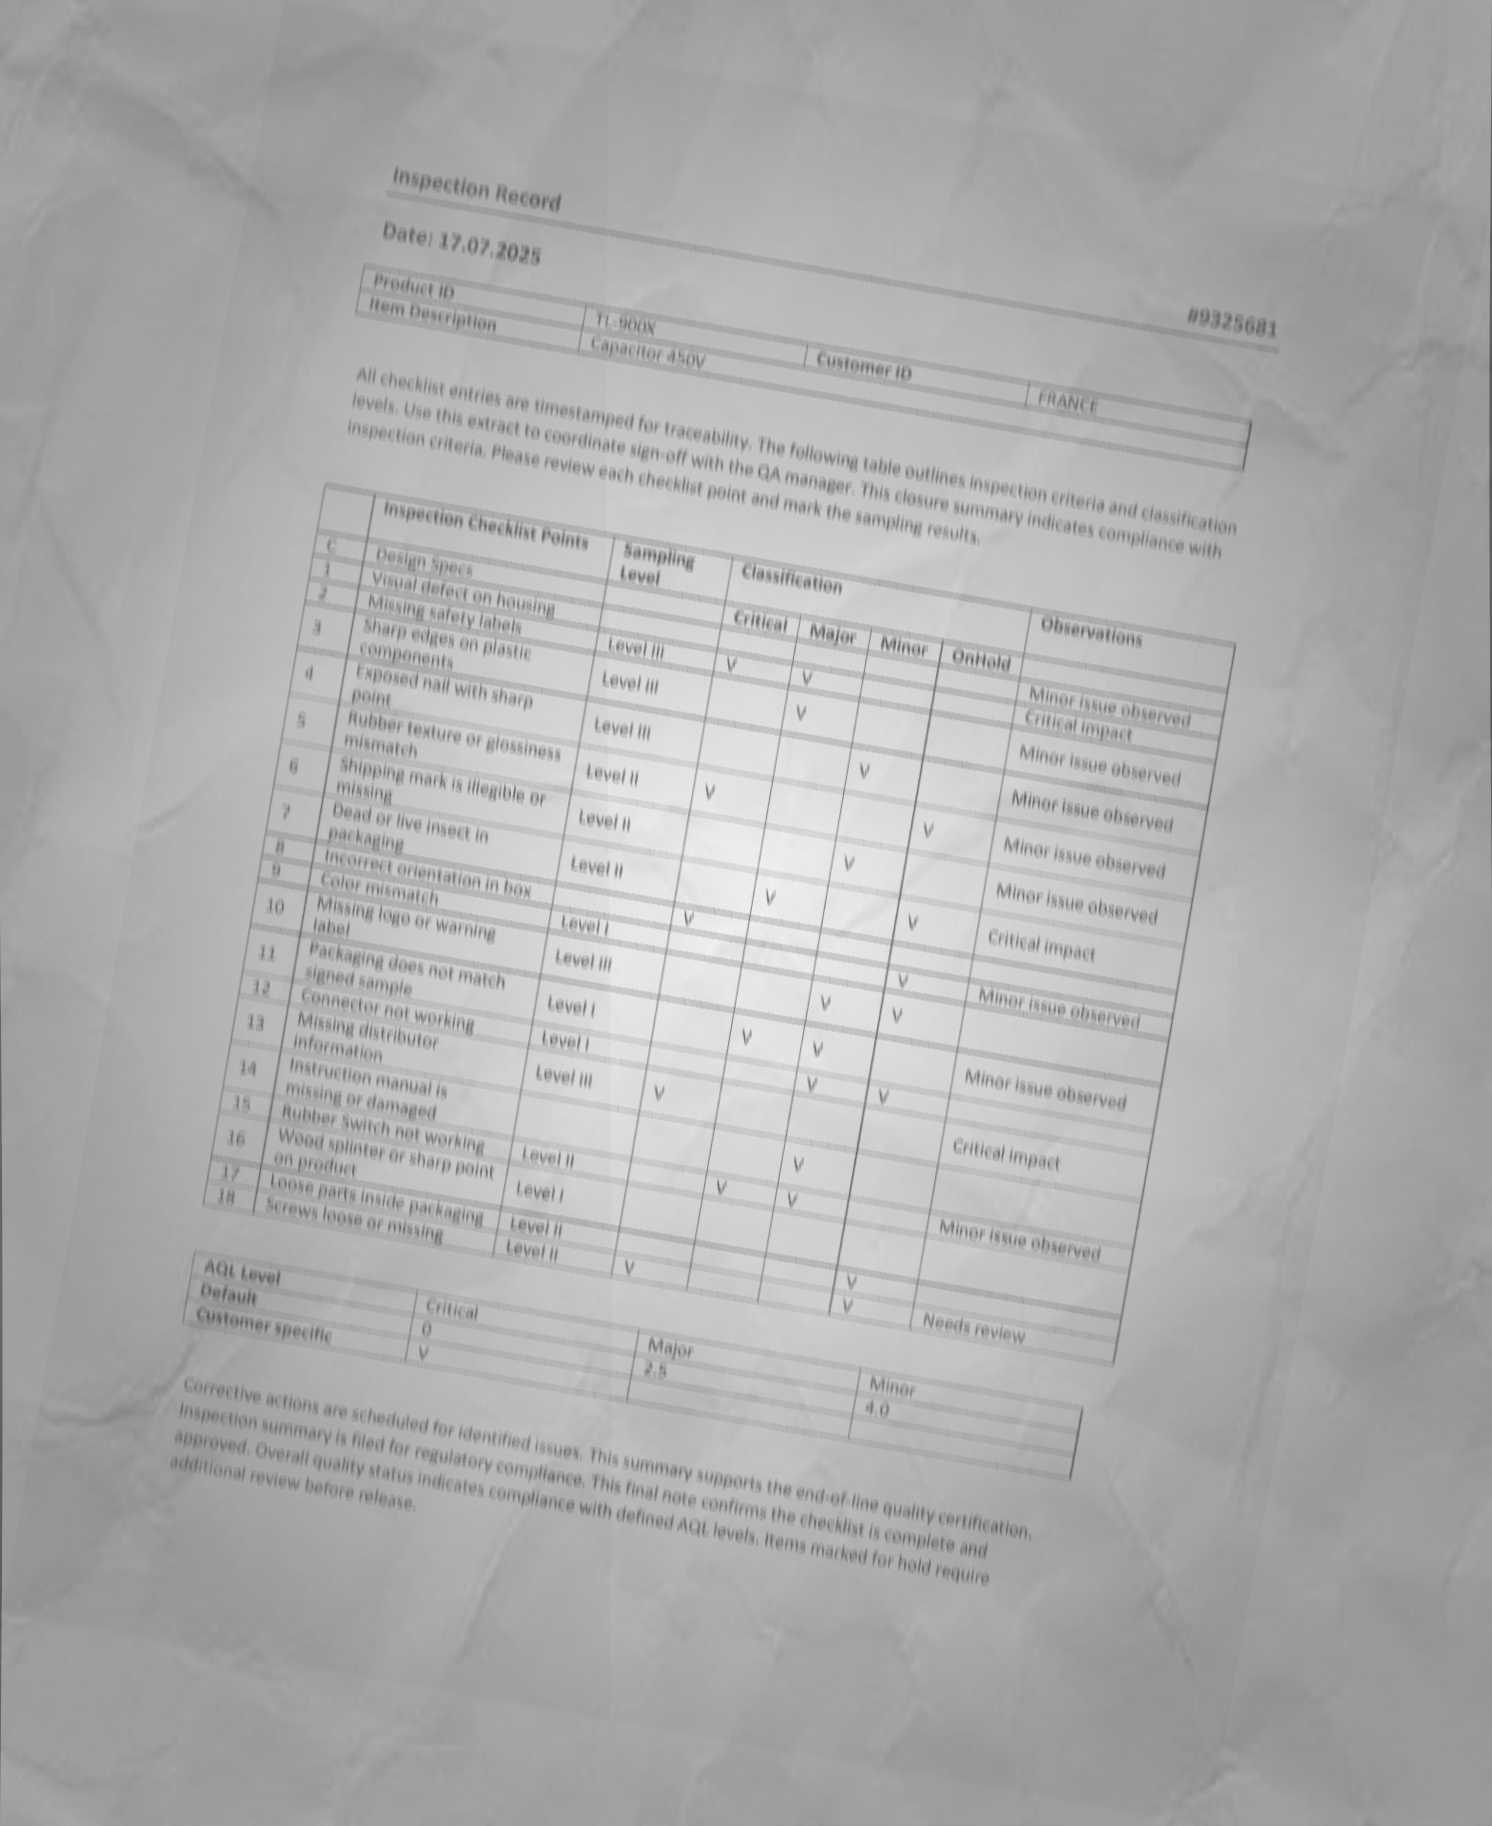 Inspection Record #9325681
Date: 17.07.2025
Product ID TL-900X Customer ID FRANCE
Item Description Capacitor 450V
All checklist entries are timestamped for traceability. The following table outlines inspection criteria and classification
levels. Use this extract to coordinate sign-off with the QA manager. This closure summary indicates compliance with
inspection criteria. Please review each checklist point and mark the sampling results.
Inspection Checklist Points Sampling Level Classification Observations
C Design Specs Critical Major Minor OnHold
1 Visual defect on housing Minor issue observed
2 Missing safety labels Level III V V Critical impact
3 Sharp edges on plastic components Level III V Minor issue observed
4 Exposed nail with sharp point Level III V Minor issue observed
5 Rubber texture or glossiness mismatch Level II V V Minor issue observed
6 Shipping mark is illegible or missing Level II V Minor issue observed
7 Dead or live insect in packaging Level II V V Critical impact
8 Incorrect orientation in box V
9 Color mismatch Level I V Minor issue observed
10 Missing logo or warning label Level III V V
11 Packaging does not match signed sample Level I V V Minor issue observed
12 Connector not working Level I V V
13 Missing distributor information Level III V Critical impact
14 Instruction manual is missing or damaged V
15 Rubber Switch not working Level II V V Minor issue observed
16 Wood splinter or sharp point on product Level I
17 Loose parts inside packaging Level II V
18 Screws loose or missing Level II V V Needs review
AQL Level Critical Major Minor
Default 0 2.5 4.0
Customer specific V
Corrective actions are scheduled for identified issues. This summary supports the end-of-line quality certification.
Inspection summary is filed for regulatory compliance. This final note confirms the checklist is complete and
approved. Overall quality status indicates compliance with defined AQL levels. Items marked for hold require
additional review before release.